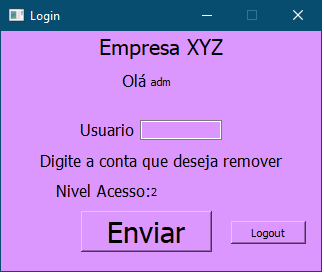 Login
Empresa XYZ
Olá adm
Usuario
Digite a conta que deseja remover
Nivel Acesso:2
Enviar
Logout